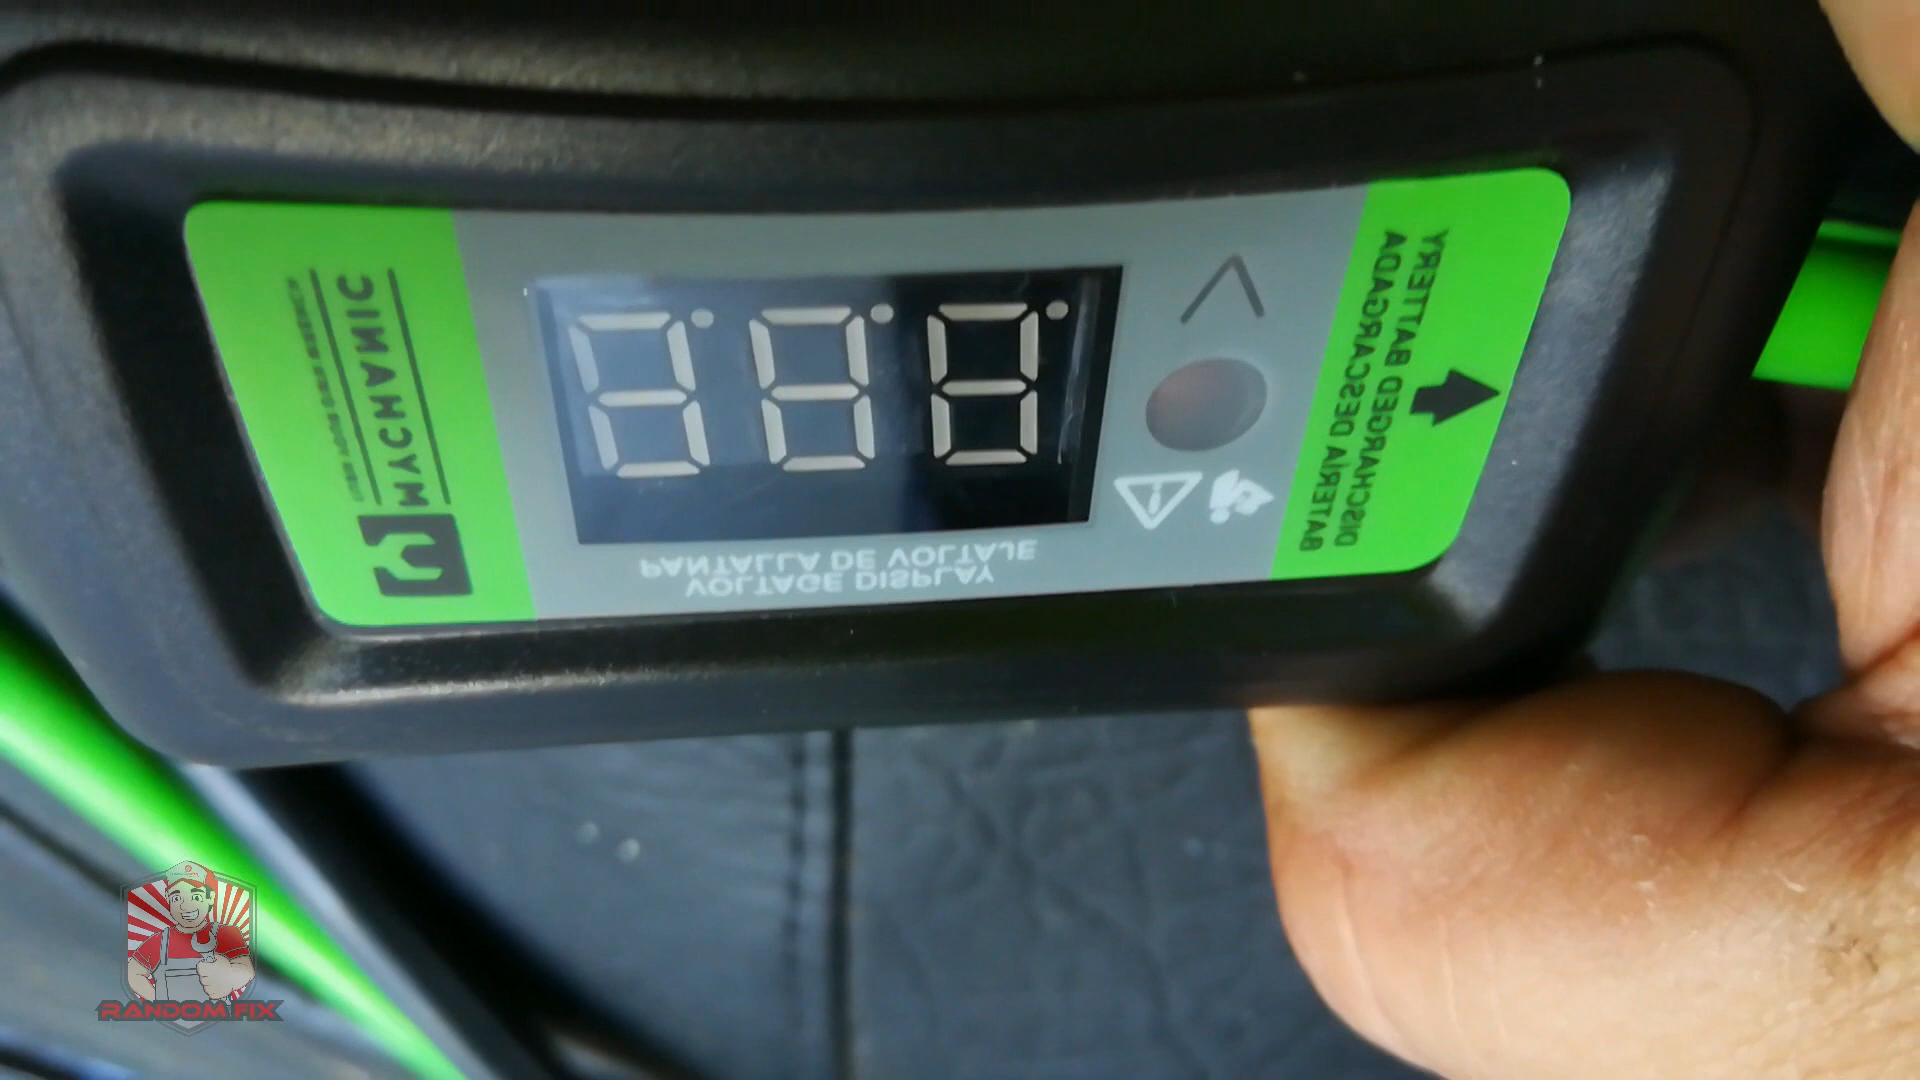 MACHANIC
PANTALLA DE VOLTAJE
VOLTAGE DISPLAY
V
BATERÍA DESCARGADA
DISCHARGED BATTERY
RANDOM FIX